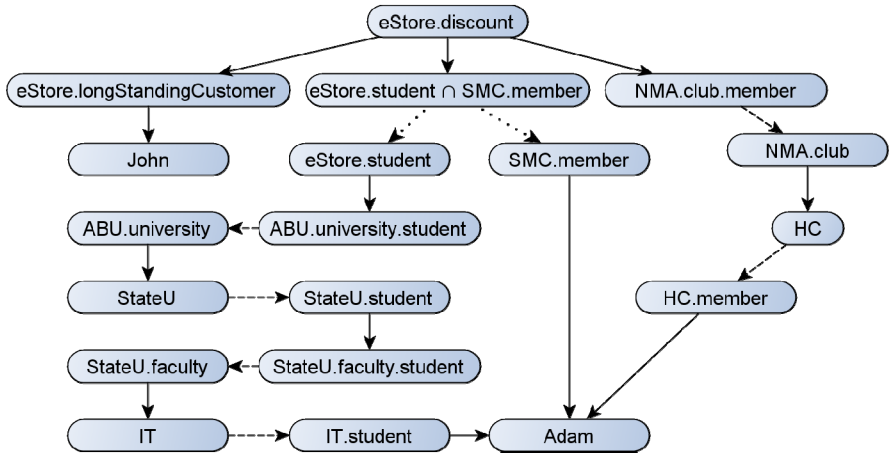 eStore.discount
eStore.longStandingCustomer
eStore.student ∩ SMC.member
NMA.club.member
John
eStore.student
SMC.member
NMA.club
ABU.university
ABU.university.student
HC
StateU
StateU.student
HC.member
StateU.faculty
StateU.faculty.student
IT
IT.student
Adam